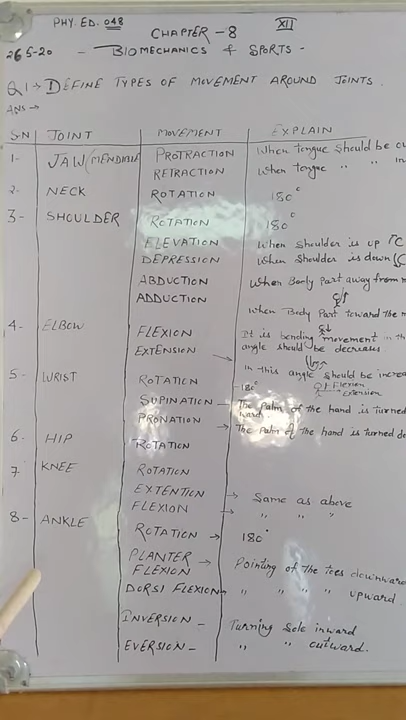 PHY. ED. 048
CHAPTER - 8 XII
26-5-20 - BIOMECHANICS & SPORTS -
Q1 → DEFINE TYPES OF MOVEMENT AROUND JOINTS.
ANS →
S.N JOINT MOVEMENT EXPLAIN
1- JAW (MENDIBULA PROTRACTION When tongue should be
RETRACTION When tongue " " in
2- NECK ROTATION 180°
3- SHOULDER ROTATION 180°
ELEVATION When shoulder is up
DEPRESSION When shoulder is down
ABDUCTION When Body Part away from
ADDUCTION When Body Part toward the
4- ELBOW FLEXION It is bending movement in
angle should be decreases
EXTENSION → In this angle should be increa
5- WRIST ROTATION -180° Flexion
Extension
SUPINATION - The Palm of the hand is turned
ward.
PRONATION → The Palm of the hand is turned
6- HIP ROTATION
7- KNEE ROTATION
EXTENTION → Same as above
FLEXION → " " "
8- ANKLE ROTATION → 180°
PLANTER FLEXION → Pointing of the toes downward
DORSI FLEXION → " " " " upward.
INVERSION - Turning Sole inward
EVERSION - " " outward.